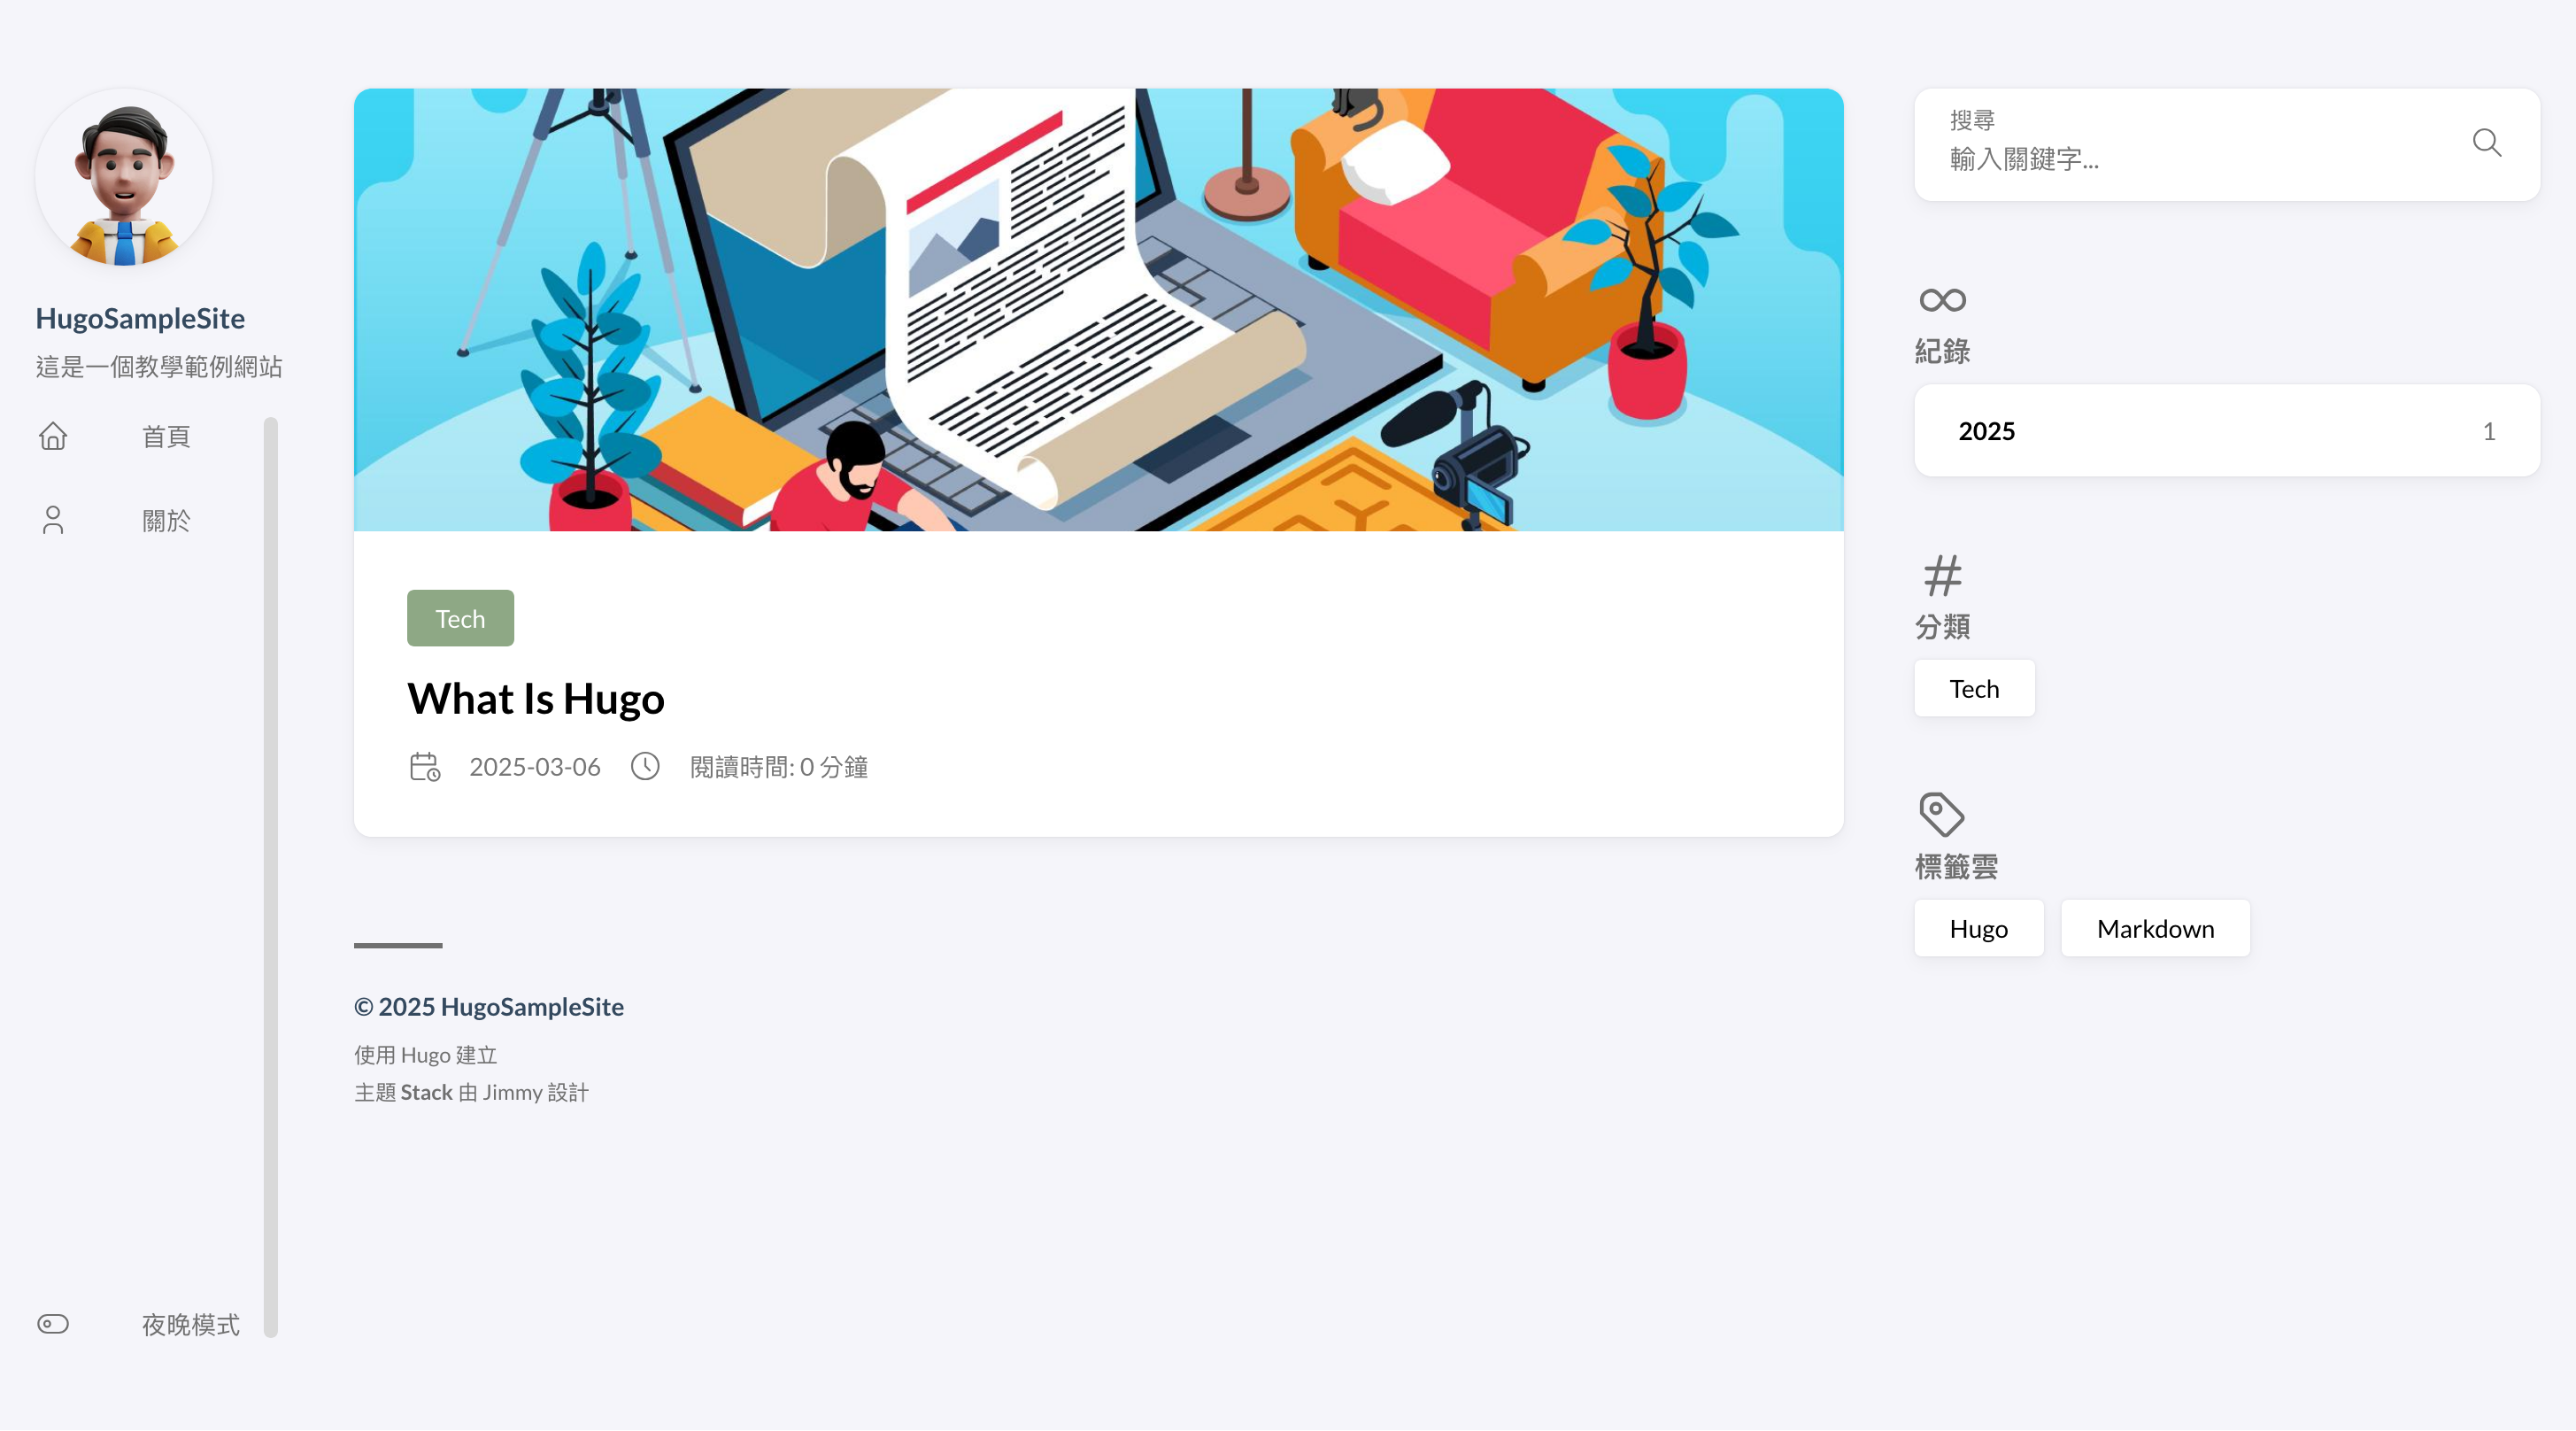 HugoSampleSite
這是一個教學範例網站
首頁
關於
夜晚模式
Tech
What Is Hugo
2025-03-06 閱讀時間: 0 分鐘
© 2025 HugoSampleSite
使用 Hugo 建立
主題 Stack 由 Jimmy 設計
搜尋
輸入關鍵字...
紀錄
2025 1
分類
Tech
標籤雲
Hugo Markdown